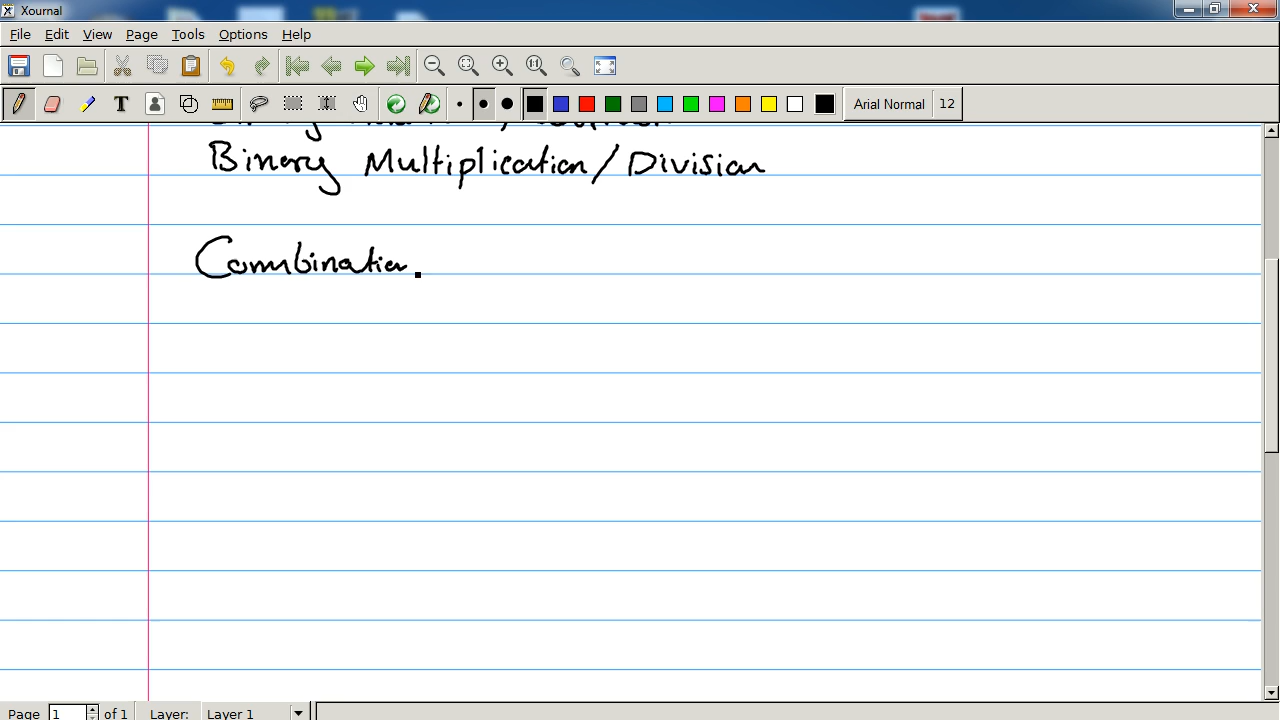 Xournal
File Edit View Page Tools Options Help
T Arial Normal 12
Binary Multiplication/Division
Combination
Page 1 of 1 Layer: Layer 1